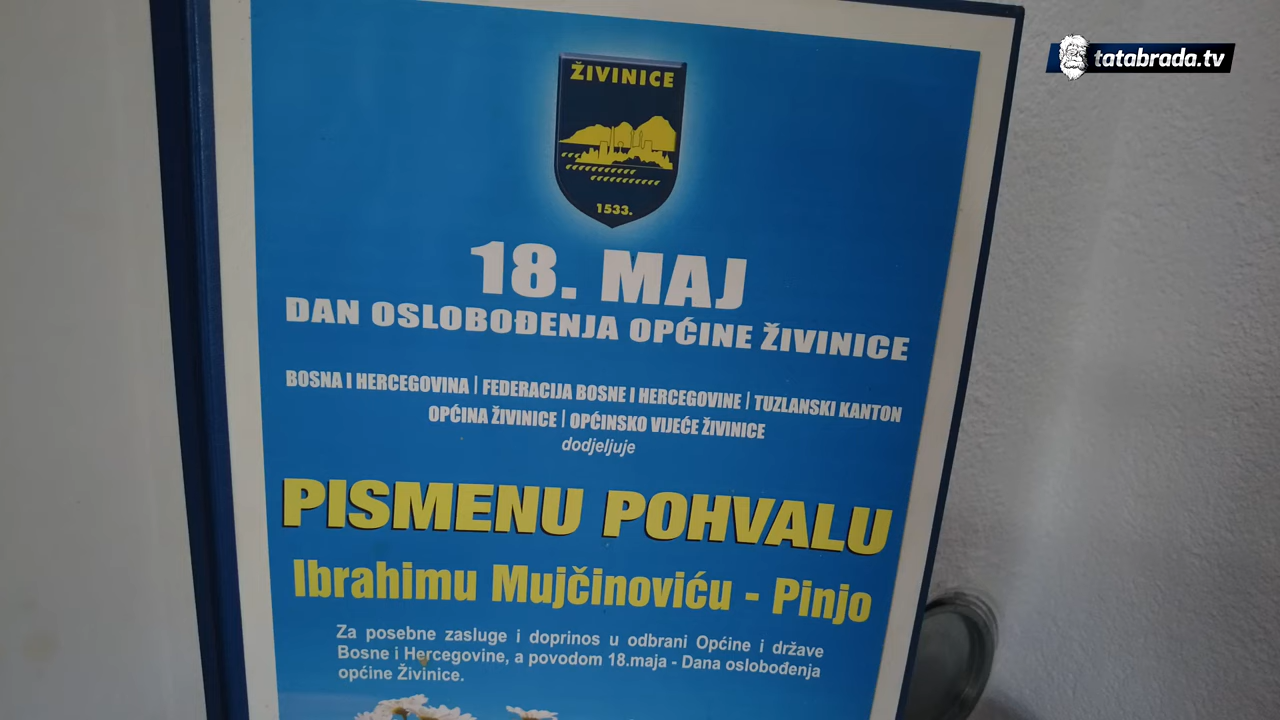 tatabrada.tv
ŽIVINICE
1533.
18. MAJ
DAN OSLOBOĐENJA OPĆINE ŽIVINICE
BOSNA I HERCEGOVINA | FEDERACIJA BOSNE I HERCEGOVINE | TUZLANSKI KANTON
OPĆINA ŽIVINICE | OPĆINSKO VIJEĆE ŽIVINICE
dodjeljuje
PISMENU POHVALU
Ibrahimu Mujčinoviću - Pinjo
Za posebne zasluge i doprinos u odbrani Općine i države
Bosne i Hercegovine, a povodom 18.maja - Dana oslobođenja
općine Živinice.